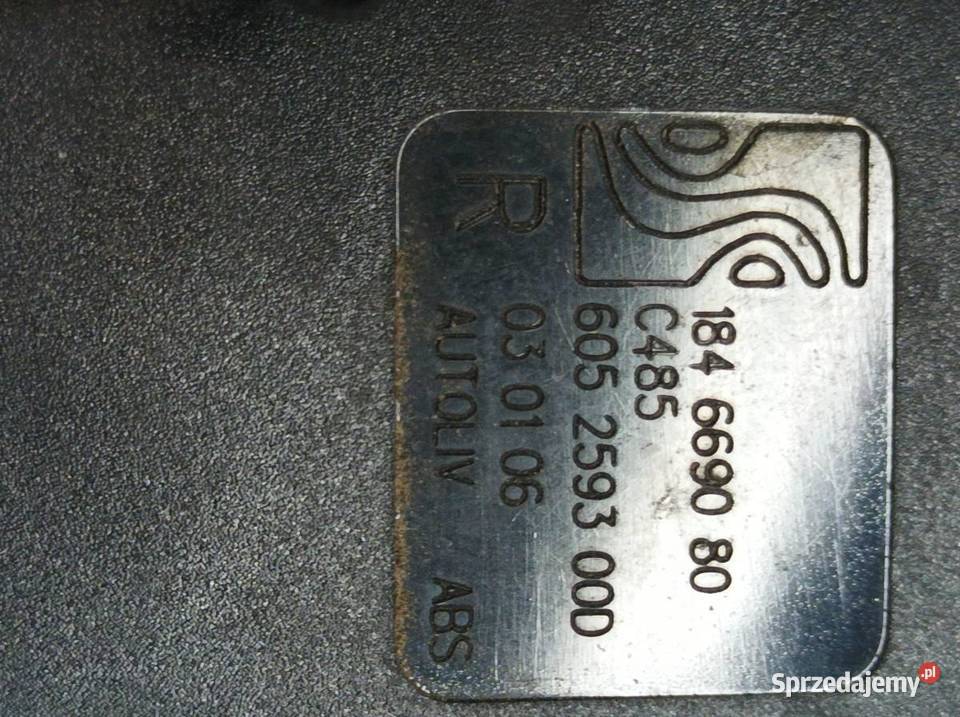 184 6690 80
C485
605 2593 00D
R 03 01 06
AUTOLIV ABS
Sprzedajemy.pl